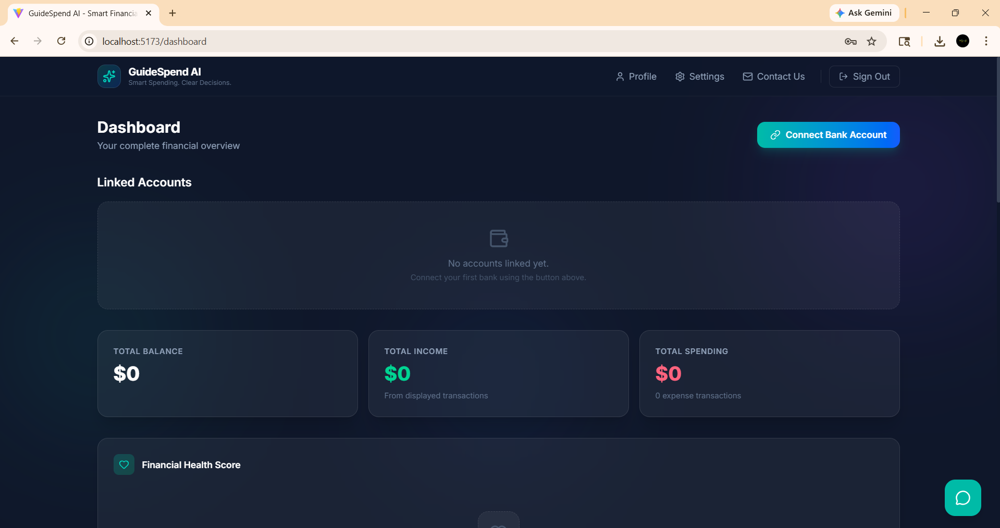 GuideSpend AI - Smart Financia
Ask Gemini
localhost:5173/dashboard
GuideSpend AI
Smart Spending. Clear Decisions.
Profile
Settings
Contact Us
Sign Out
Dashboard
Your complete financial overview
Connect Bank Account
Linked Accounts
No accounts linked yet.
Connect your first bank using the button above.
TOTAL BALANCE
$0
TOTAL INCOME
$0
From displayed transactions
TOTAL SPENDING
$0
0 expense transactions
Financial Health Score